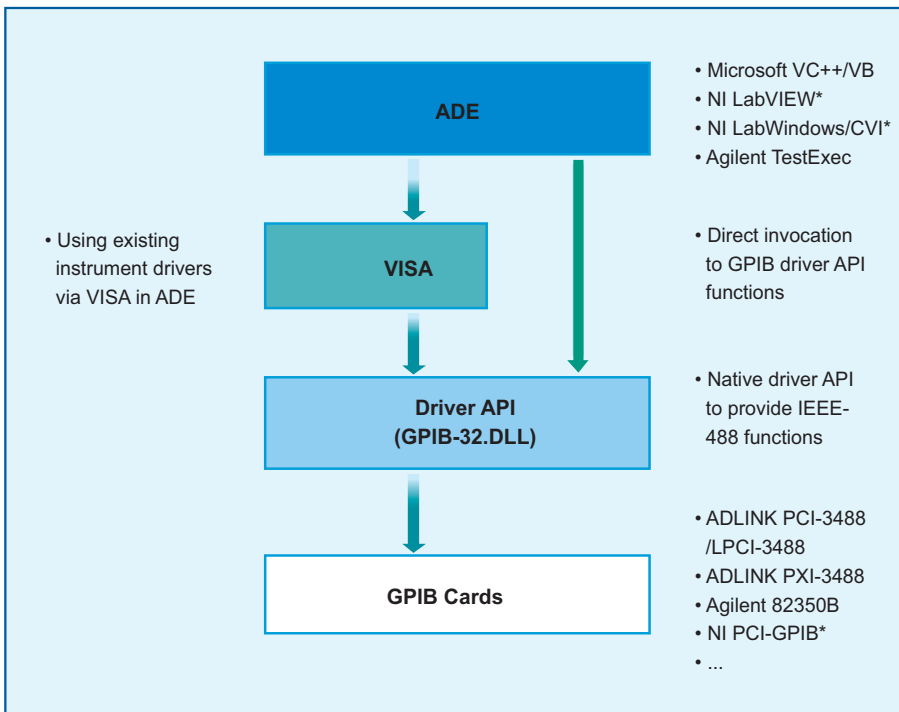 ADE
• Microsoft VC++/VB
• NI LabVIEW*
• NI LabWindows/CVI*
• Agilent TestExec
• Using existing
instrument drivers
via VISA in ADE
VISA
• Direct invocation
to GPIB driver API
functions
Driver API
(GPIB-32.DLL)
• Native driver API
to provide IEEE-
488 functions
GPIB Cards
• ADLINK PCI-3488
/LPCI-3488
• ADLINK PXI-3488
• Agilent 82350B
• NI PCI-GPIB*
• ...